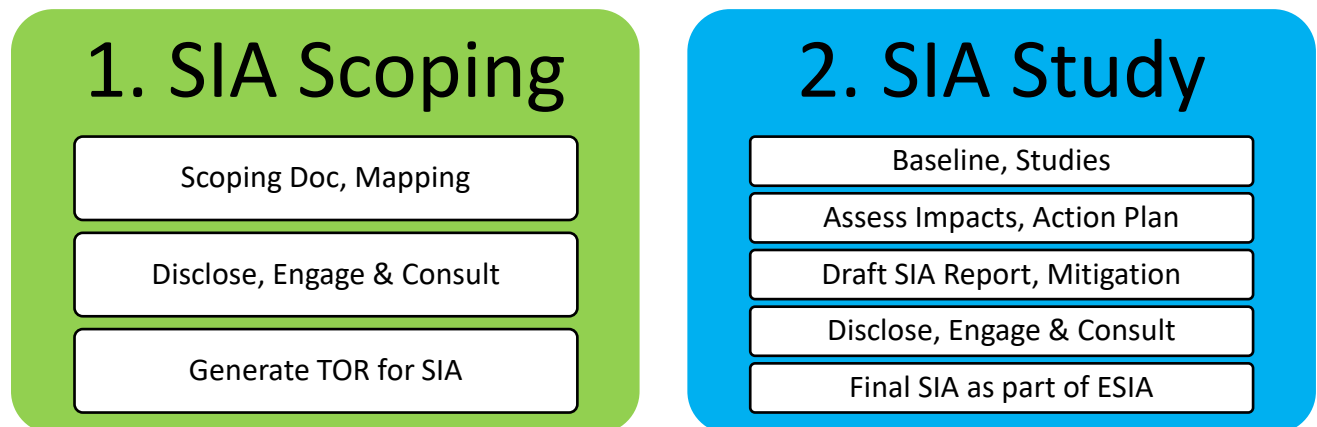 1. SIA Scoping
Scoping Doc, Mapping
Disclose, Engage & Consult
Generate TOR for SIA
2. SIA Study
Baseline, Studies
Assess Impacts, Action Plan
Draft SIA Report, Mitigation
Disclose, Engage & Consult
Final SIA as part of ESIA